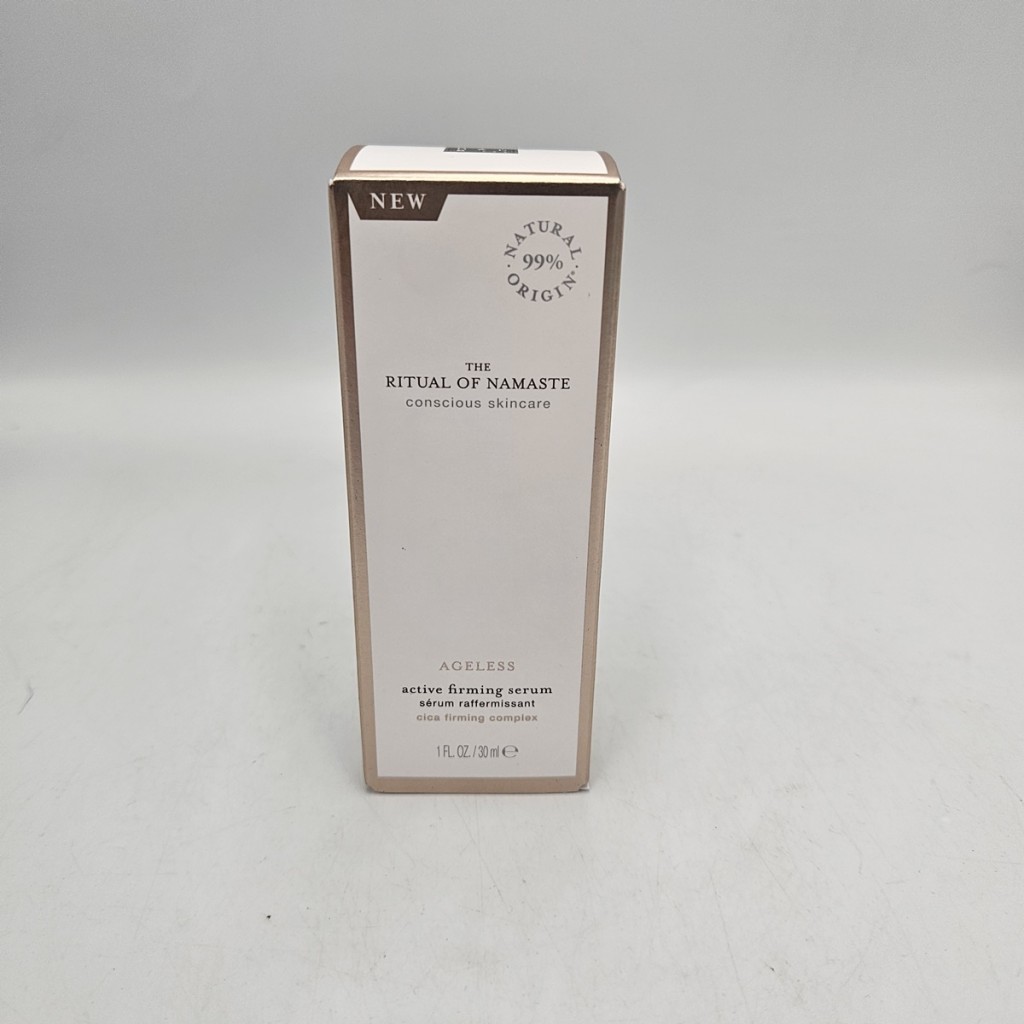 NEW
NATURAL
99%
ORIGIN®
THE
RITUAL OF NAMASTE
conscious skincare
AGELESS
active firming serum
sérum raffermissant
cica firming complex
1 FL. OZ. / 30 ml ℮